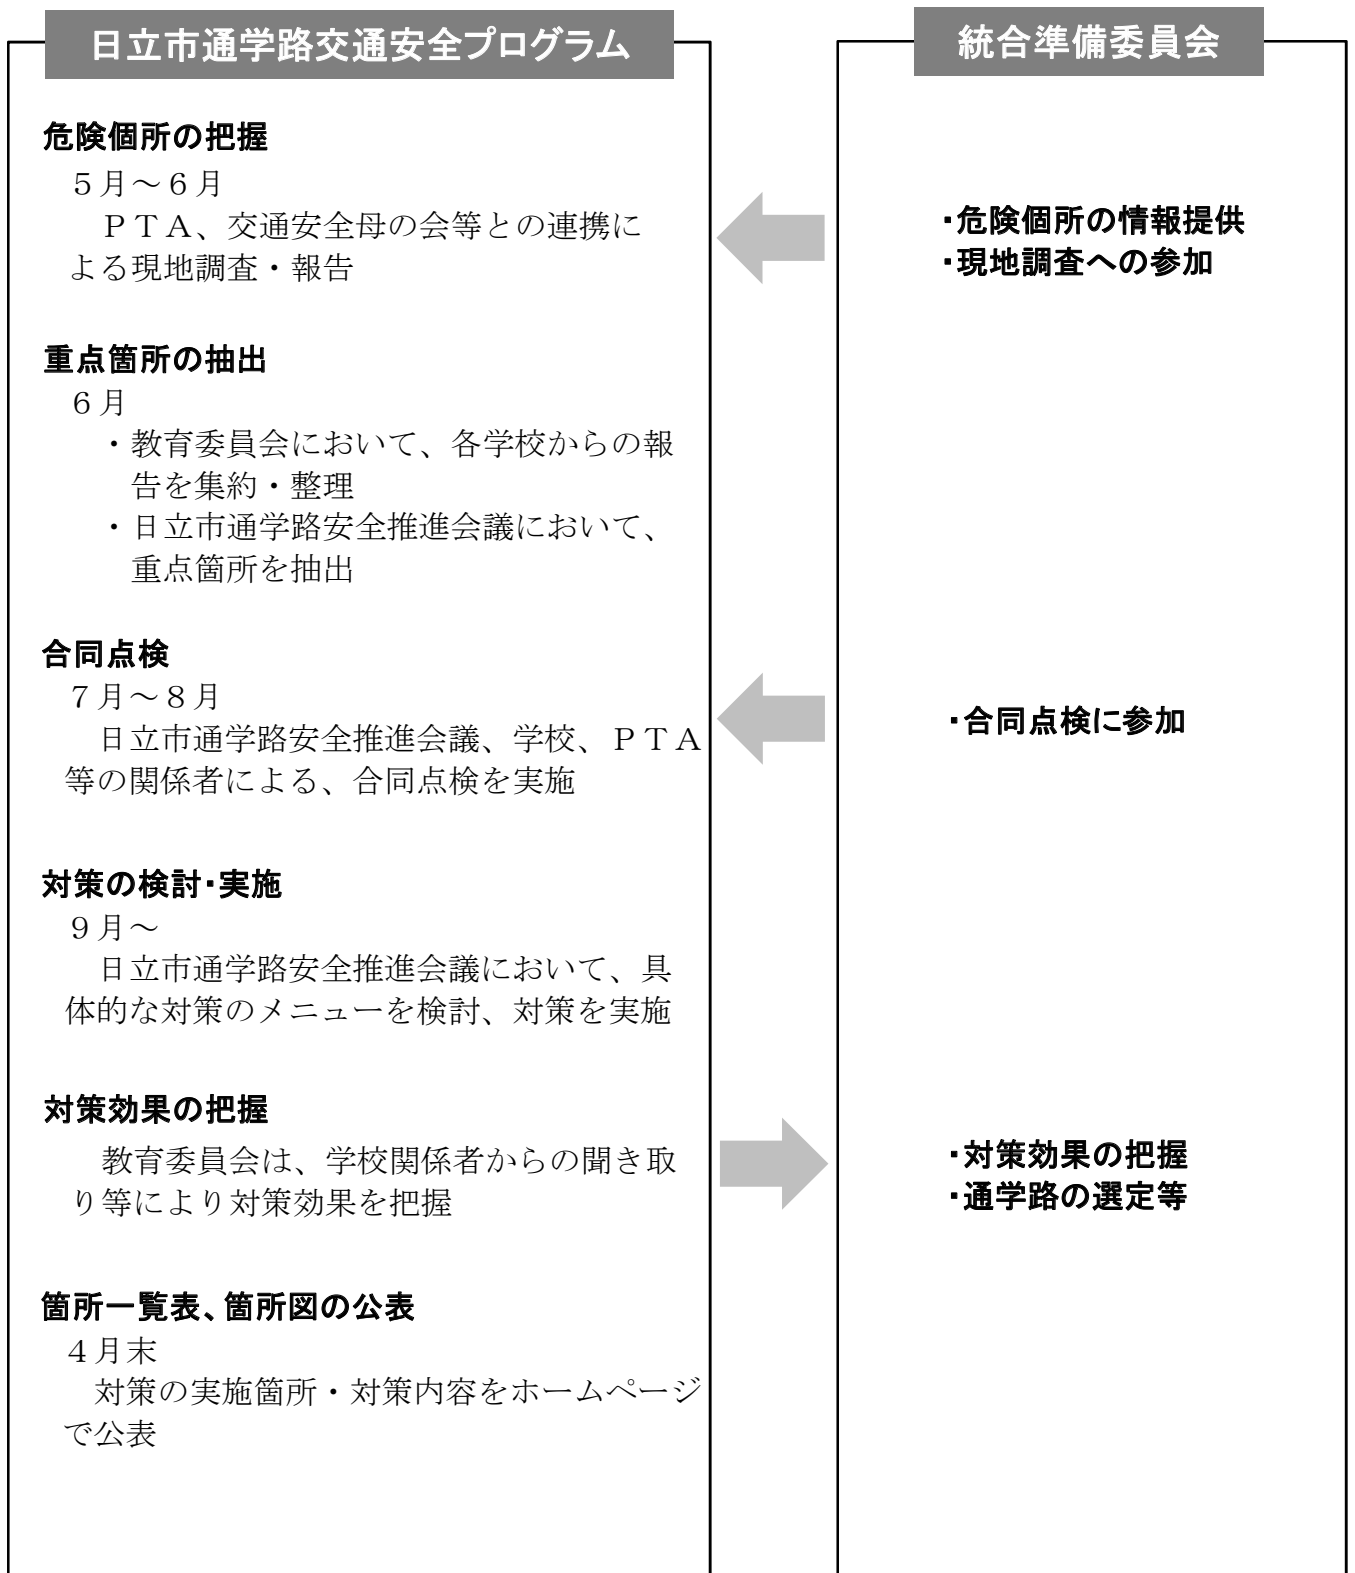 日立市通学路交通安全プログラム
危険個所の把握
５月～６月
ＰＴＡ、交通安全母の会等との連携に
よる現地調査・報告
重点箇所の抽出
６月
・教育委員会において、各学校からの報
告を集約・整理
・日立市通学路安全推進会議において、
重点箇所を抽出
合同点検
７月～８月
日立市通学路安全推進会議、学校、ＰＴＡ
等の関係者による、合同点検を実施
対策の検討・実施
９月～
日立市通学路安全推進会議において、具
体的な対策のメニューを検討、対策を実施
対策効果の把握
教育委員会は、学校関係者からの聞き取
り等により対策効果を把握
箇所一覧表、箇所図の公表
４月末
対策の実施箇所・対策内容をホームページ
で公表
統合準備委員会
・危険個所の情報提供
・現地調査への参加
・合同点検に参加
・対策効果の把握
・通学路の選定等